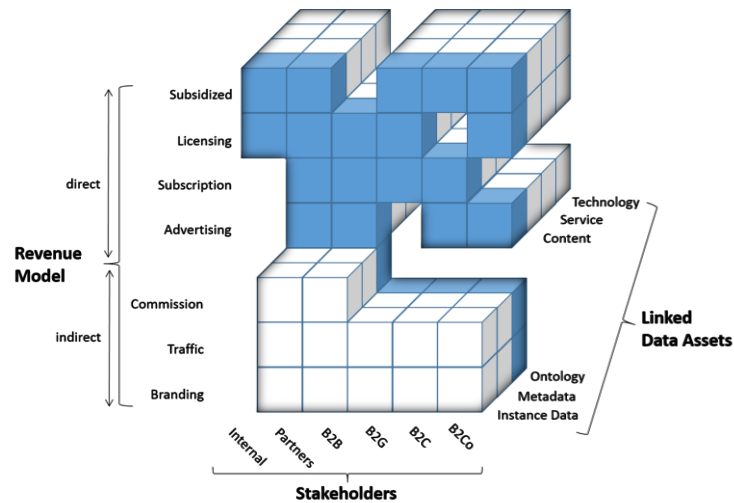 Subsidized
Licensing
direct
Subscription
Technology
Service
Advertising
Content
Revenue
Model
Commission
Linked
Data Assets
indirect
Traffic
Ontology
Branding
Metadata
Instance Data
Internal
Partners
B2B
B2G
B2C
B2Co
Stakeholders